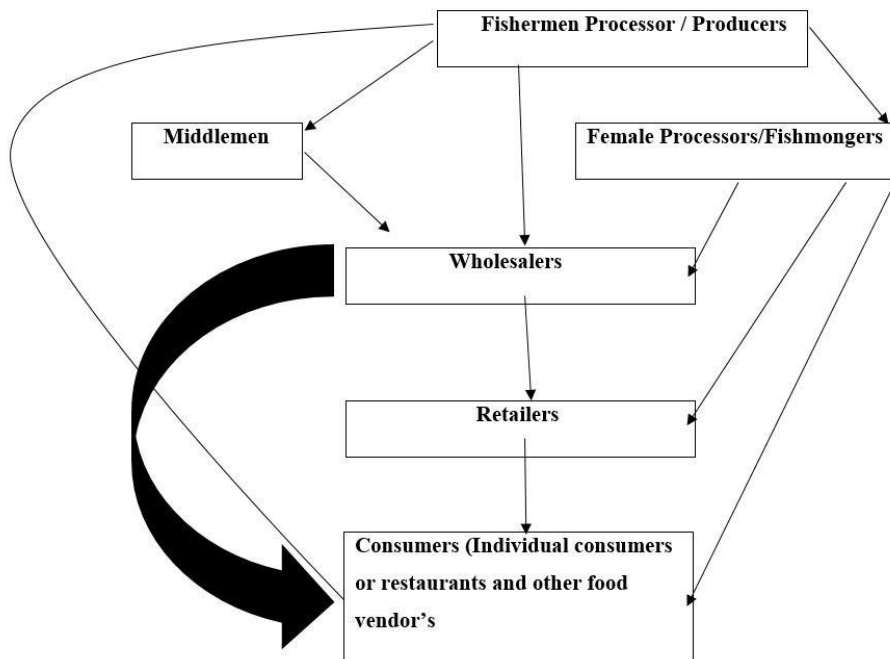 Fishermen Processor / Producers
Middlemen
Female Processors/Fishmongers
Wholesalers
Retailers
Consumers (Individual consumers
or restaurants and other food
vendor's